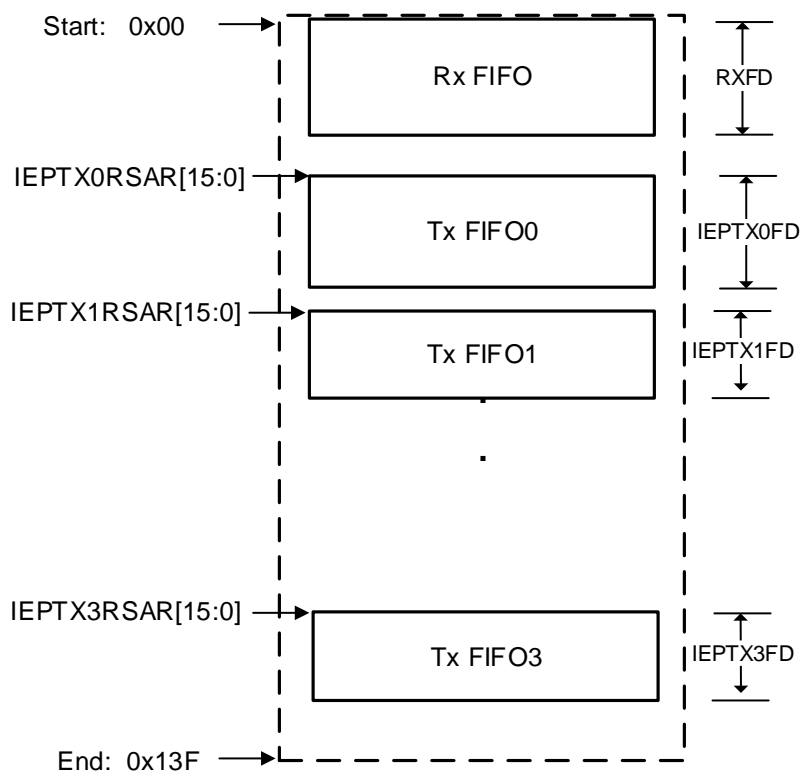 Start: 0x00
Rx FIFO
RXFD
IEPTX0RSAR[15:0]
Tx FIFO0
IEPTX0FD
IEPTX1RSAR[15:0]
Tx FIFO1
IEPTX1FD
.
.
IEPTX3RSAR[15:0]
Tx FIFO3
IEPTX3FD
End: 0x13F